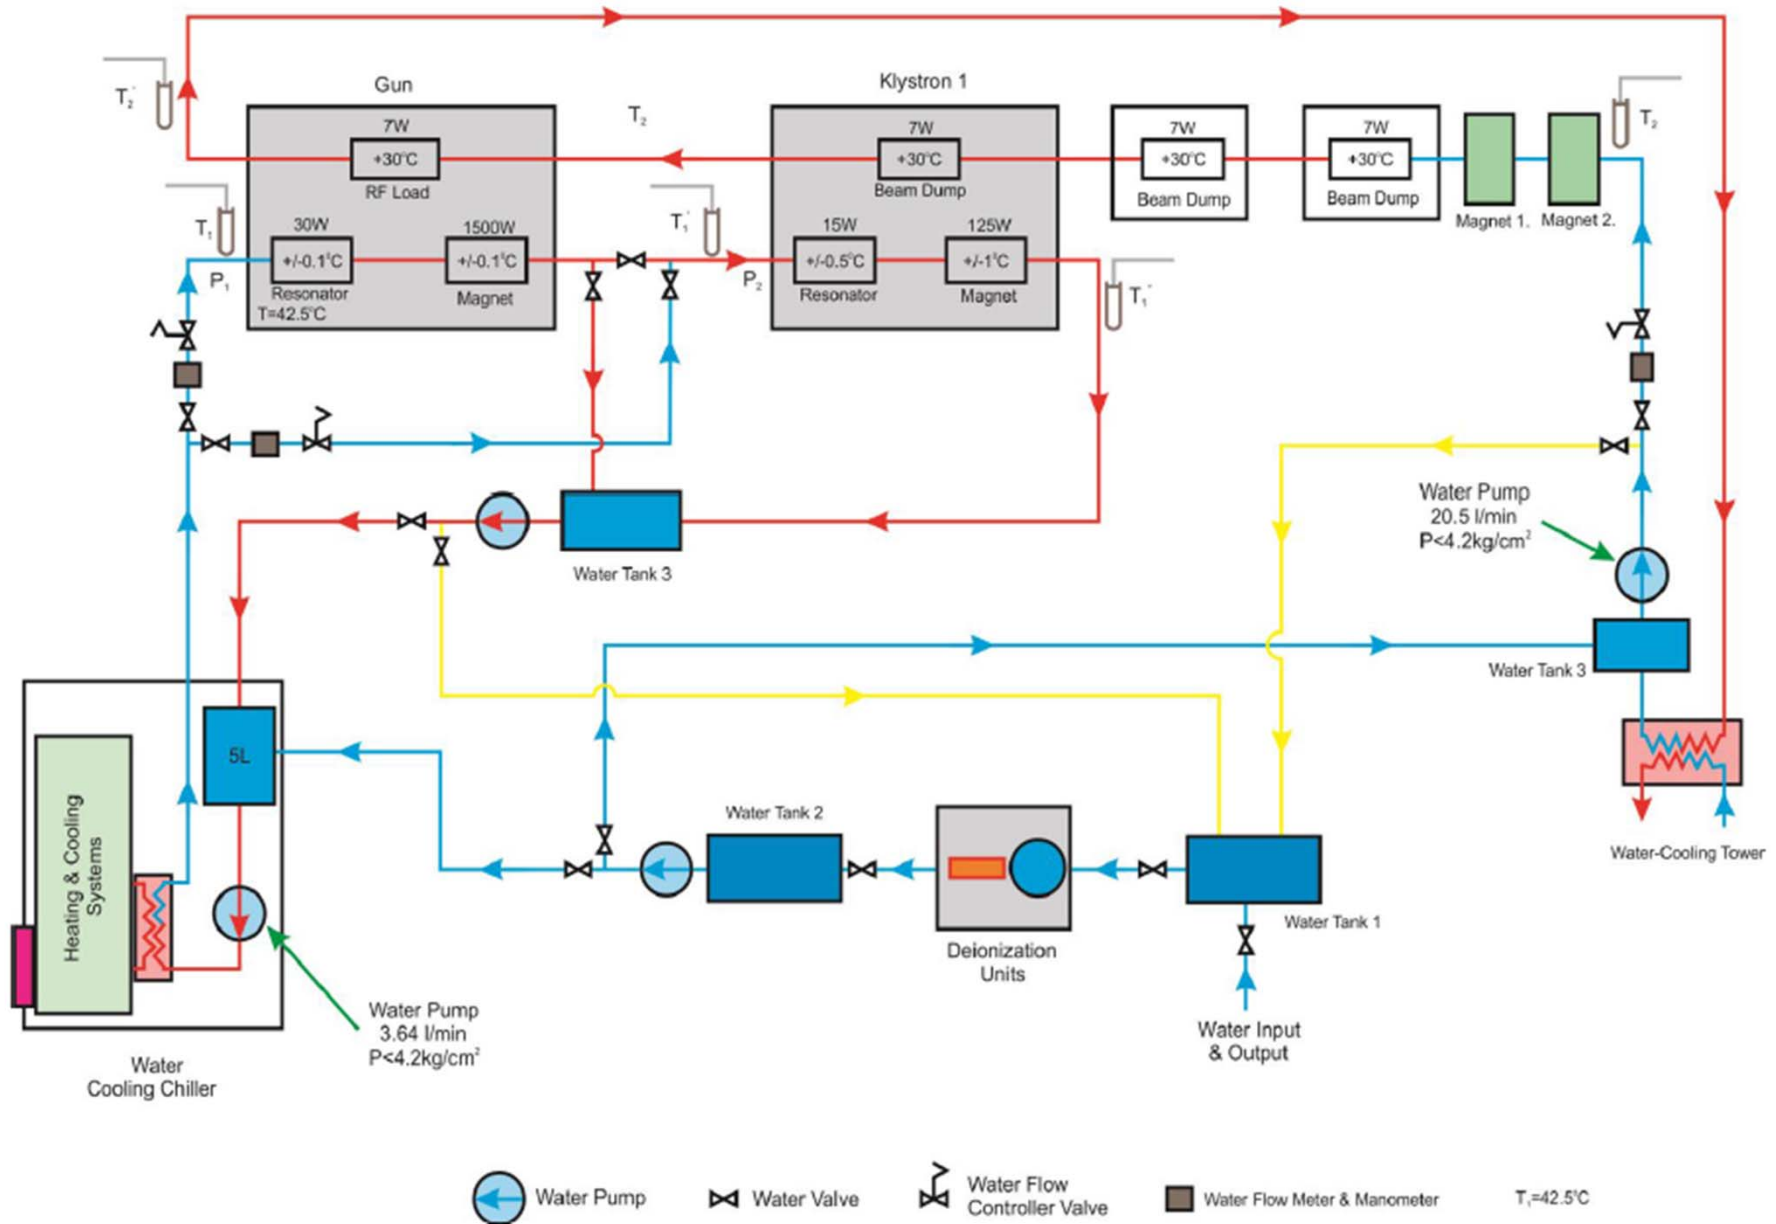 Gun
Klystron 1
T2'
T2
T2
7W
+30°C
RF Load
7W
+30°C
Beam Dump
7W
+30°C
Beam Dump
7W
+30°C
Beam Dump
Magnet 1.
Magnet 2.
T1
P1
30W
+/-0.1°C
Resonator
T=42.5°C
1500W
+/-0.1°C
Magnet
T1'
P2
15W
+/-0.5°C
Resonator
125W
+/-1°C
Magnet
T1''
Water Pump
20.5 l/min
P<4.2kg/cm²
Water Tank 3
Water Tank 3
5L
Heating & Cooling
Systems
Water Tank 2
Water-Cooling Tower
Water Tank 1
Deionization
Units
Water Pump
3.64 l/min
P<4.2kg/cm²
Water Input
& Output
Water
Cooling Chiller
Water Pump
Water Valve
Water Flow
Controller Valve
Water Flow Meter & Manometer
T1=42.5°C